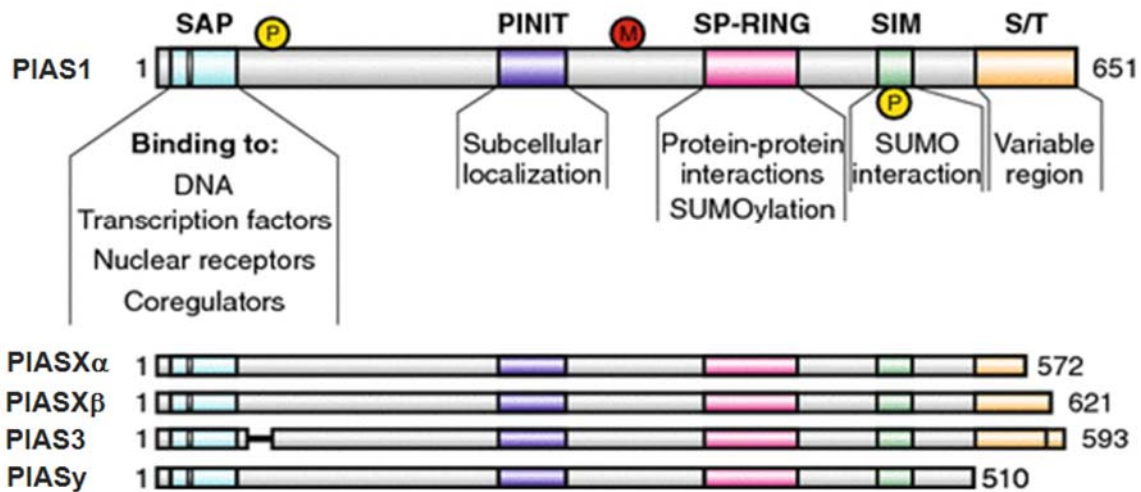 SAP P PINIT M SP-RING SIM S/T
PIAS1 1 651
P
Binding to:
DNA
Transcription factors
Nuclear receptors
Coregulators
Subcellular
localization
Protein-protein
interactions
SUMOylation
SUMO
interaction
Variable
region
PIASXα 1 572
PIASXβ 1 621
PIAS3 1 593
PIASy 1 510